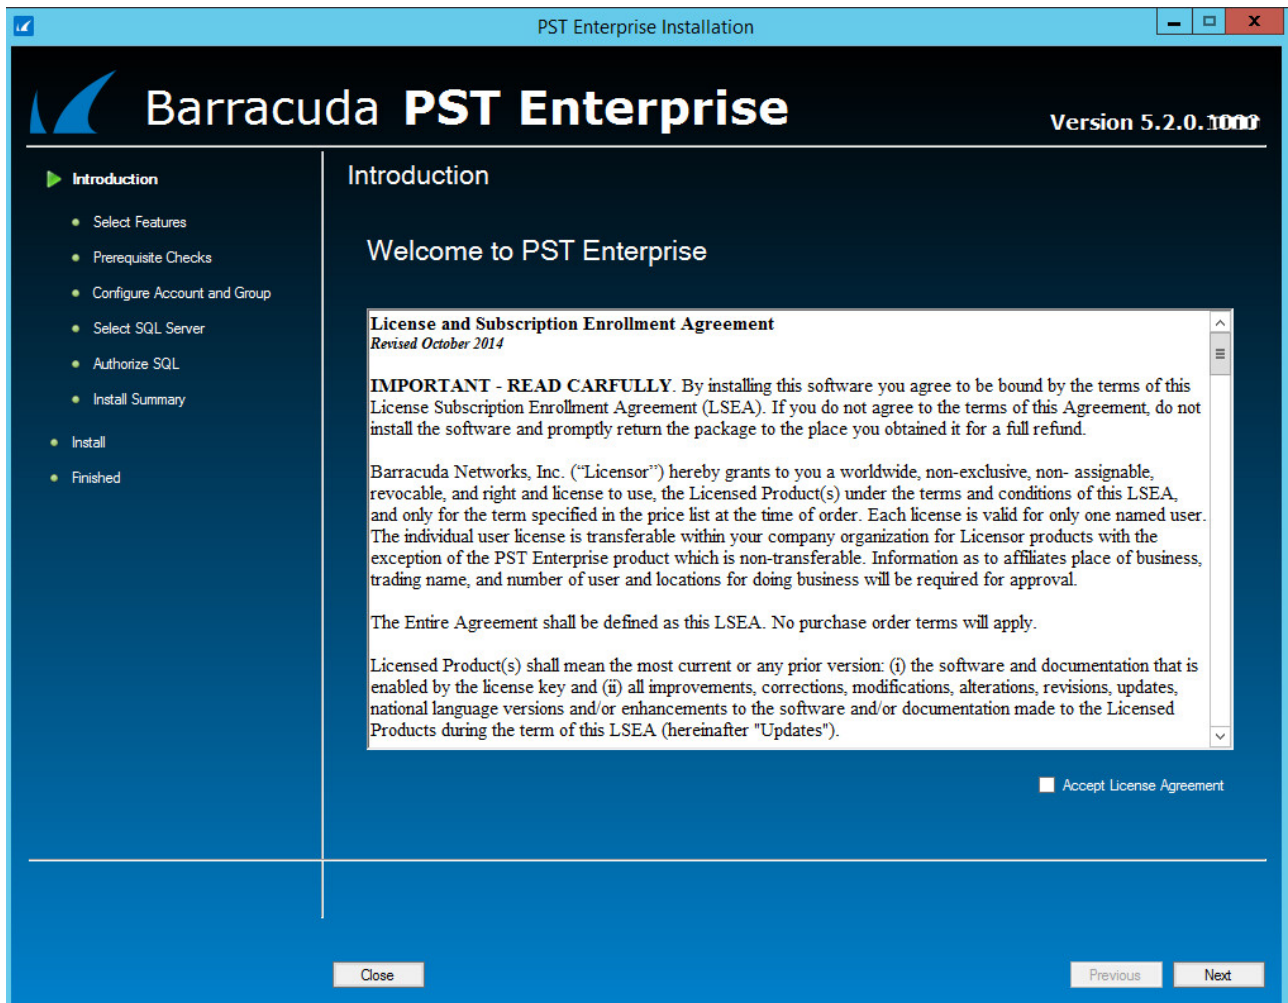 PST Enterprise Installation
Barracuda PST Enterprise
Version 5.2.0.
Introduction
Select Features
Prerequisite Checks
Configure Account and Group
Select SQL Server
Authorize SQL
Install Summary
Install
Finished
Introduction
Welcome to PST Enterprise
License and Subscription Enrollment Agreement
Revised October 2014
IMPORTANT - READ CARFULLY. By installing this software you agree to be bound by the terms of this
License Subscription Enrollment Agreement (LSEA). If you do not agree to the terms of this Agreement, do not
install the software and promptly return the package to the place you obtained it for a full refund.
Barracuda Networks, Inc. (“Licensor”) hereby grants to you a worldwide, non-exclusive, non- assignable,
revocable, and right and license to use, the Licensed Product(s) under the terms and conditions of this LSEA,
and only for the term specified in the price list at the time of order. Each license is valid for only one named user.
The individual user license is transferable within your company organization for Licensor products with the
exception of the PST Enterprise product which is non-transferable. Information as to affiliates place of business,
trading name, and number of user and locations for doing business will be required for approval.
The Entire Agreement shall be defined as this LSEA. No purchase order terms will apply.
Licensed Product(s) shall mean the most current or any prior version: (i) the software and documentation that is
enabled by the license key and (ii) all improvements, corrections, modifications, alterations, revisions, updates,
national language versions and/or enhancements to the software and/or documentation made to the Licensed
Products during the term of this LSEA (hereinafter "Updates").
Accept License Agreement
Close
Previous
Next